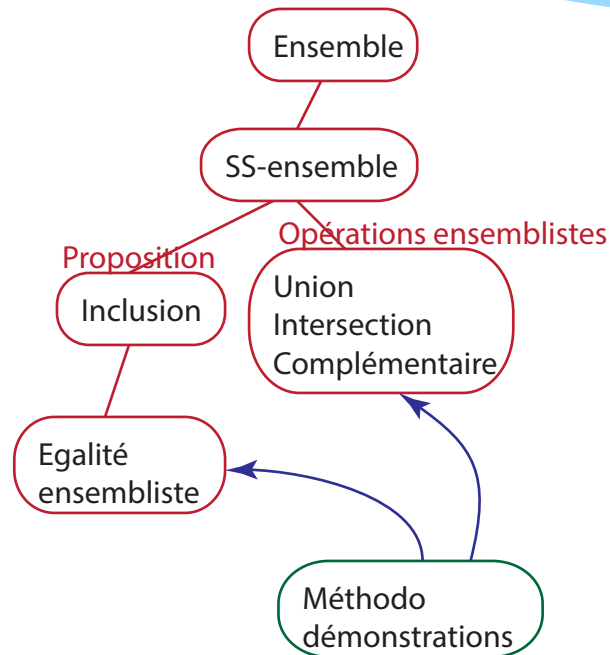 Ensemble
SS-ensemble
Proposition
Opérations ensemblistes
Inclusion
Union
Intersection
Complémentaire
Egalité
ensembliste
Méthodo
démonstrations